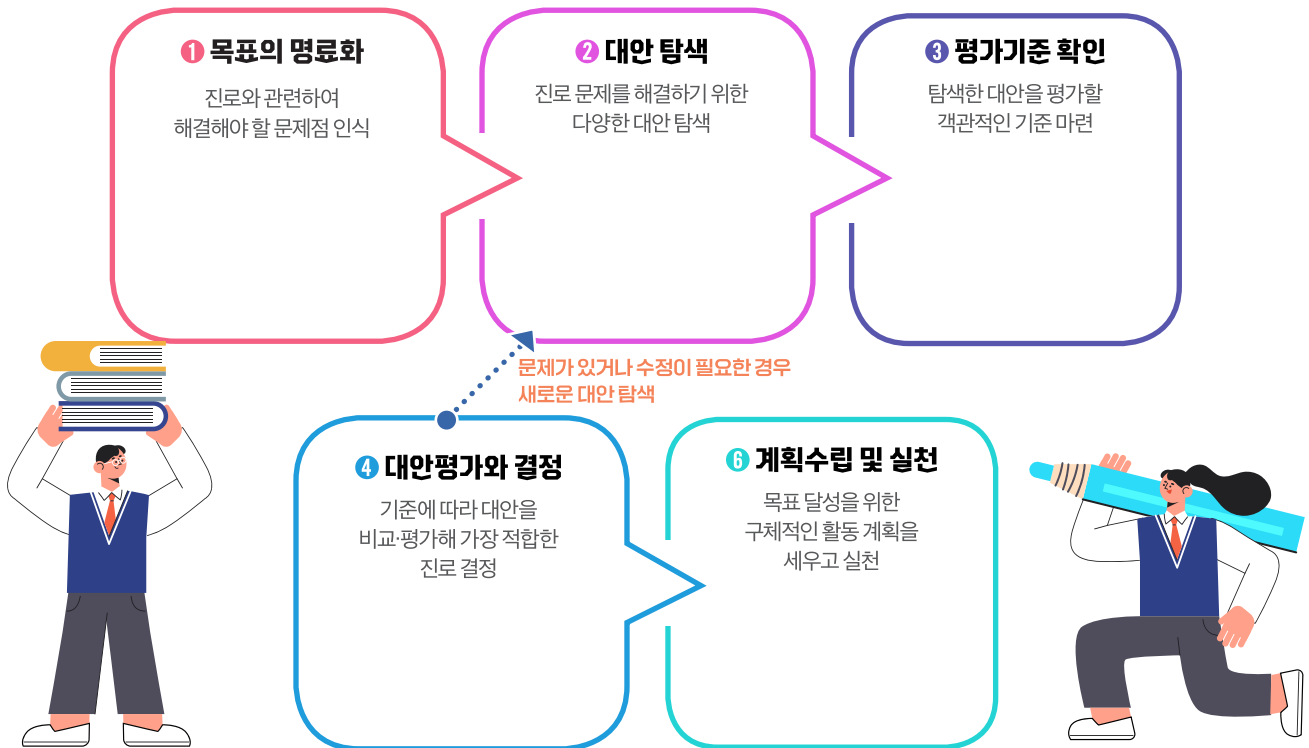 ❶ 목표의 명료화
진로와 관련하여
해결해야 할 문제점 인식
❷ 대안 탐색
진로 문제를 해결하기 위한
다양한 대안 탐색
❸ 평가기준 확인
탐색한 대안을 평가할
객관적인 기준 마련
문제가 있거나 수정이 필요한 경우
새로운 대안 탐색
❹ 대안평가와 결정
기준에 따라 대안을
비교·평가해 가장 적합한
진로 결정
❻ 계획수립 및 실천
목표 달성을 위한
구체적인 활동 계획을
세우고 실천